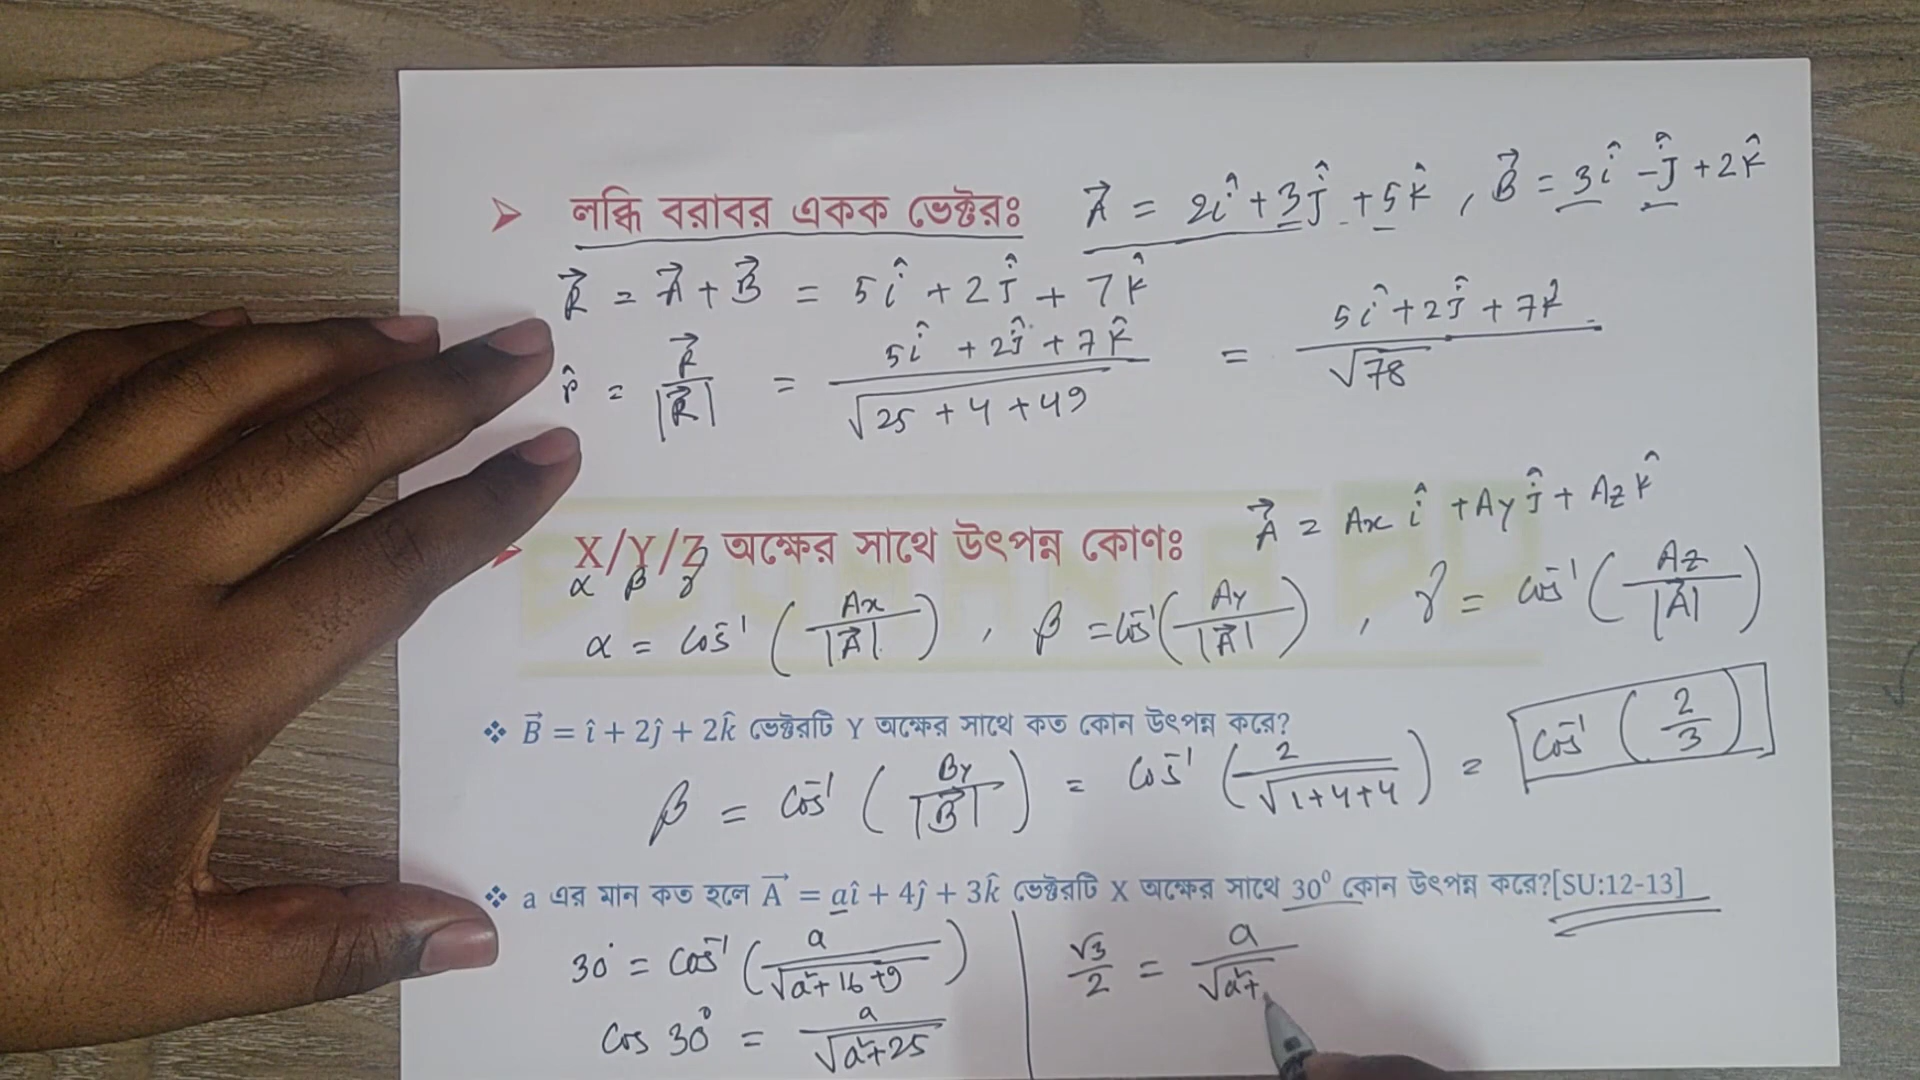 ➤ লব্ধি বরাবর একক ভেক্টরঃ A⃗ = 2î + 3ĵ + 5k̂ , B⃗ = 3î - ĵ + 2k̂
R⃗ = A⃗ + B⃗ = 5î + 2ĵ + 7k̂
r̂ = R⃗/|R⃗| = (5î + 2ĵ + 7k̂)/√(25 + 4 + 49) = (5î + 2ĵ + 7k̂)/√78
➤ X/Y/Z অক্ষের সাথে উৎপন্ন কোণঃ A⃗ = Ax î + Ay ĵ + Az k̂
α β γ
α = cos⁻¹ (Ax/|A⃗|) , β = cos⁻¹ (Ay/|A⃗|) , γ = cos⁻¹ (Az/|A⃗|)
❖ B⃗ = î + 2ĵ + 2k̂ ভেক্টরটি Y অক্ষের সাথে কত কোন উৎপন্ন করে?
β = cos⁻¹ (By/|B⃗|) = cos⁻¹ (2/√(1+4+4)) = cos⁻¹ (2/3)
❖ a এর মান কত হলে A⃗ = aî + 4ĵ + 3k̂ ভেক্টরটি X অক্ষের সাথে 30⁰ কোন উৎপন্ন করে?[SU:12-13]
30° = cos⁻¹ (a/√(a²+16+9))
cos 30° = a/√(a²+25)
√3/2 = a/√(a²+